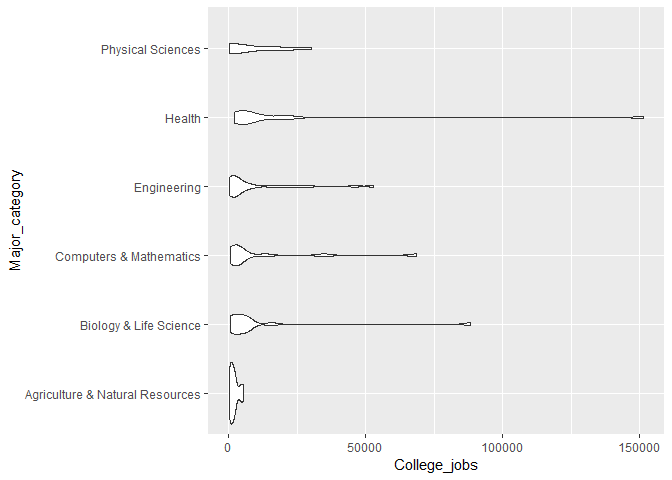 Major_category
Physical Sciences
Health
Engineering
Computers & Mathematics
Biology & Life Science
Agriculture & Natural Resources
0 50000 100000 150000
College_jobs